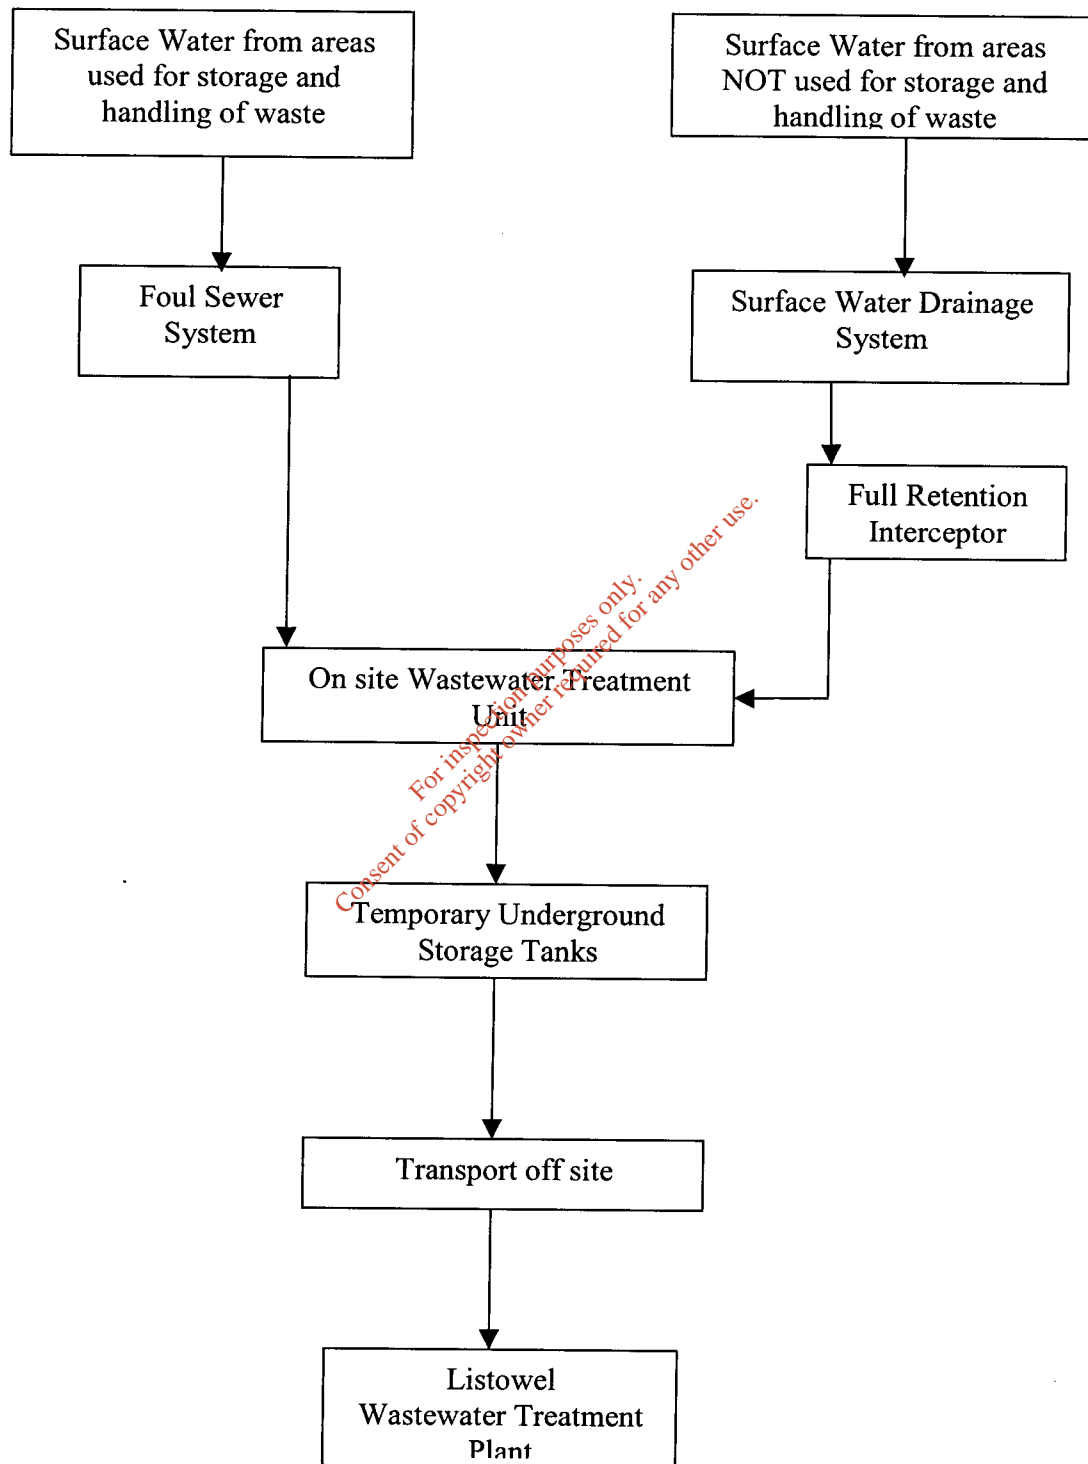 Surface Water from areas
used for storage and
handling of waste
Surface Water from areas
NOT used for storage and
handling of waste
Foul Sewer
System
Surface Water Drainage
System
Full Retention
Interceptor
On site Wastewater Treatment
Unit
For inspection purposes only.
Consent of copyright owner required for any other use.
Temporary Underground
Storage Tanks
Transport off site
Listowel
Wastewater Treatment
Plant